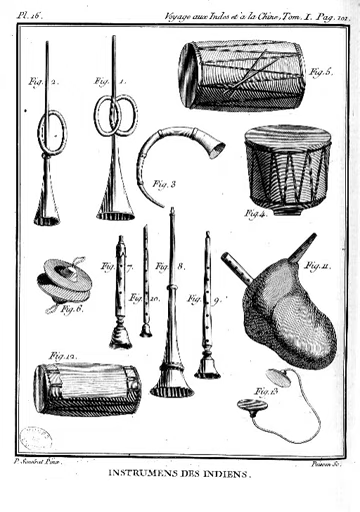 Pl. 16. Voyage aux Indes et à la Chine, Tom. I. Pag. 102.
Fig. 2.
Fig. 1.
Fig. 5.
Fig. 3
Fig. 4.
Fig. 11.
Fig. 6.
Fig. 7.
Fig. 10.
Fig. 8.
Fig. 9.
Fig. 12.
Fig. 13
P. Sonnerat Pinx. Poisson Sc.
INSTRUMENS DES INDIENS.